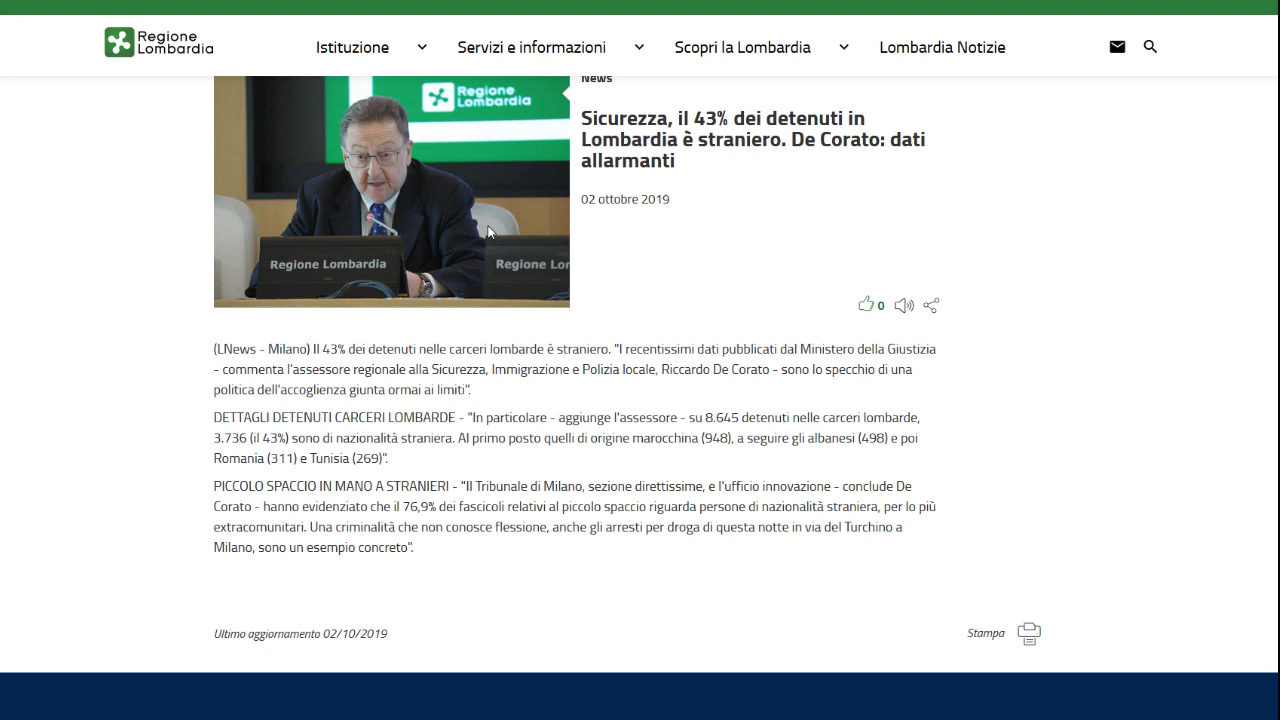 Regione
Lombardia
Istituzione
Servizi e informazioni
Scopri la Lombardia
Lombardia Notizie
Regione
Lombardia
Regione Lombardia
Regione Lor
News
Sicurezza, il 43% dei detenuti in
Lombardia è straniero. De Corato: dati
allarmanti
02 ottobre 2019
0
(LNews - Milano) Il 43% dei detenuti nelle carceri lombarde è straniero. "I recentissimi dati pubblicati dal Ministero della Giustizia
- commenta l'assessore regionale alla Sicurezza, Immigrazione e Polizia locale, Riccardo De Corato - sono lo specchio di una
politica dell'accoglienza giunta ormai ai limiti".
DETTAGLI DETENUTI CARCERI LOMBARDE - "In particolare - aggiunge l'assessore - su 8.645 detenuti nelle carceri lombarde,
3.736 (il 43%) sono di nazionalità straniera. Al primo posto quelli di origine marocchina (948), a seguire gli albanesi (498) e poi
Romania (311) e Tunisia (269)".
PICCOLO SPACCIO IN MANO A STRANIERI - "Il Tribunale di Milano, sezione direttissime, e l'ufficio innovazione - conclude De
Corato - hanno evidenziato che il 76,9% dei fascicoli relativi al piccolo spaccio riguarda persone di nazionalità straniera, per lo più
extracomunitari. Una criminalità che non conosce flessione, anche gli arresti per droga di questa notte in via del Turchino a
Milano, sono un esempio concreto".
Ultimo aggiornamento 02/10/2019
Stampa